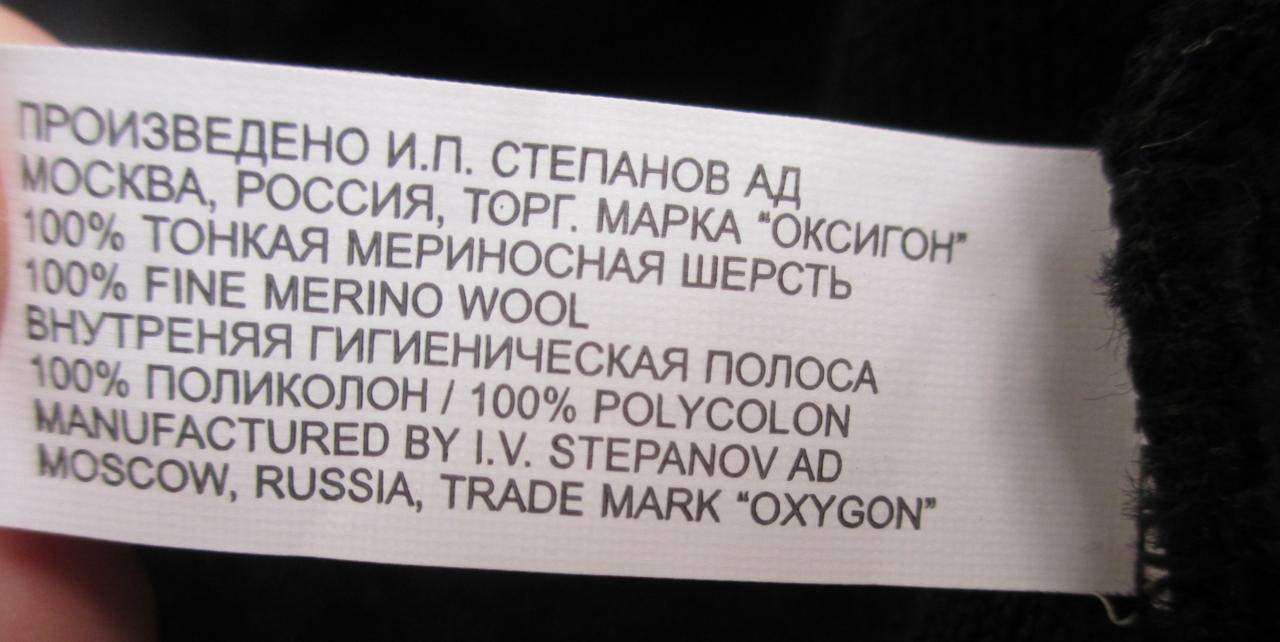 ПРОИЗВЕДЕНО И.П. СТЕПАНОВ АД
МОСКВА, РОССИЯ, ТОРГ. МАРКА “ОКСИГОН”
100% ТОНКАЯ МЕРИНОСНАЯ ШЕРСТЬ
100% FINE MERINO WOOL
ВНУТРЕНЯЯ ГИГИЕНИЧЕСКАЯ ПОЛОСА
100% ПОЛИКОЛОН / 100% POLYCOLON
MANUFACTURED BY I.V. STEPANOV AD
MOSCOW, RUSSIA, TRADE MARK “OXYGON”